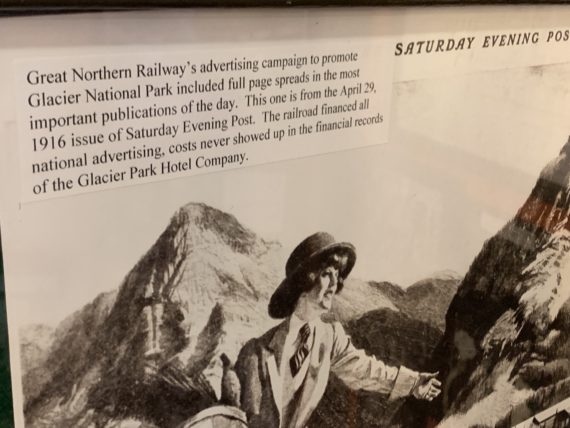 SATURDAY EVENING POS
Great Northern Railway's advertising campaign to promote
Glacier National Park included full page spreads in the most
important publications of the day. This one is from the April 29,
1916 issue of Saturday Evening Post. The railroad financed all
national advertising, costs never showed up in the financial records
of the Glacier Park Hotel Company.